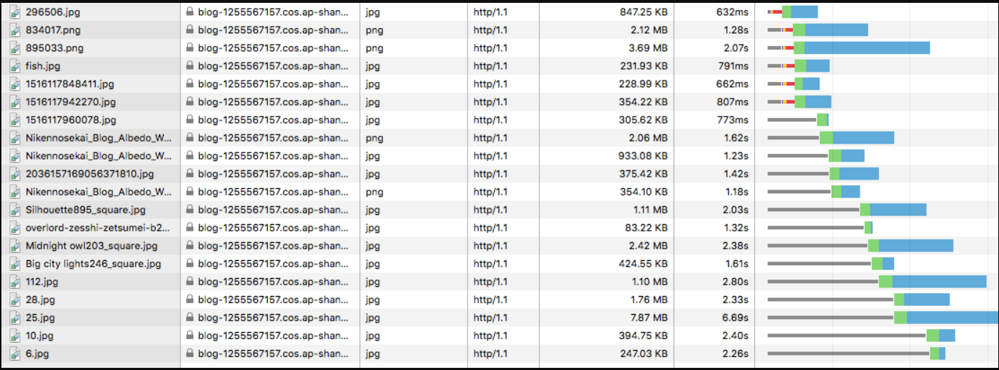 296506.jpg blog-1255567157.cos.ap-shan... jpg http/1.1 847.25 KB 632ms
834017.png blog-1255567157.cos.ap-shan... png http/1.1 2.12 MB 1.28s
895033.png blog-1255567157.cos.ap-shan... png http/1.1 3.69 MB 2.07s
fish.jpg blog-1255567157.cos.ap-shan... jpg http/1.1 231.93 KB 791ms
1516117848411.jpg blog-1255567157.cos.ap-shan... jpg http/1.1 228.99 KB 662ms
1516117942270.jpg blog-1255567157.cos.ap-shan... jpg http/1.1 354.22 KB 807ms
1516117960078.jpg blog-1255567157.cos.ap-shan... jpg http/1.1 305.62 KB 773ms
Nikennosekai_Blog_Albedo_W... blog-1255567157.cos.ap-shan... png http/1.1 2.06 MB 1.62s
Nikennosekai_Blog_Albedo_W... blog-1255567157.cos.ap-shan... jpg http/1.1 933.08 KB 1.23s
2036157169056371810.jpg blog-1255567157.cos.ap-shan... jpg http/1.1 375.42 KB 1.42s
Nikennosekai_Blog_Albedo_W... blog-1255567157.cos.ap-shan... png http/1.1 354.10 KB 1.18s
Silhouette895_square.jpg blog-1255567157.cos.ap-shan... jpg http/1.1 1.11 MB 2.03s
overlord-zesshi-zetsumei-b2... blog-1255567157.cos.ap-shan... jpg http/1.1 83.22 KB 1.32s
Midnight owl203_square.jpg blog-1255567157.cos.ap-shan... jpg http/1.1 2.42 MB 2.38s
Big city lights246_square.jpg blog-1255567157.cos.ap-shan... jpg http/1.1 424.55 KB 1.61s
112.jpg blog-1255567157.cos.ap-shan... jpg http/1.1 1.10 MB 2.80s
28.jpg blog-1255567157.cos.ap-shan... jpg http/1.1 1.76 MB 2.33s
25.jpg blog-1255567157.cos.ap-shan... jpg http/1.1 7.87 MB 6.69s
10.jpg blog-1255567157.cos.ap-shan... jpg http/1.1 394.75 KB 2.40s
6.jpg blog-1255567157.cos.ap-shan... jpg http/1.1 247.03 KB 2.26s